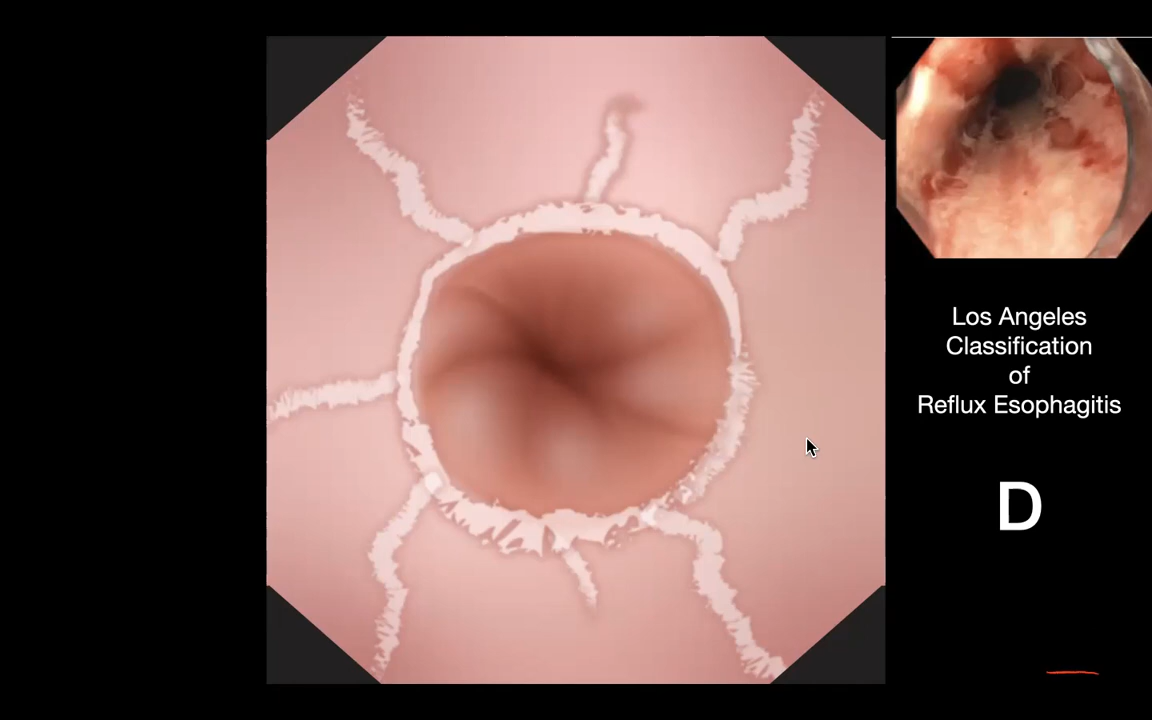 Los Angeles
Classification
of
Reflux Esophagitis
D